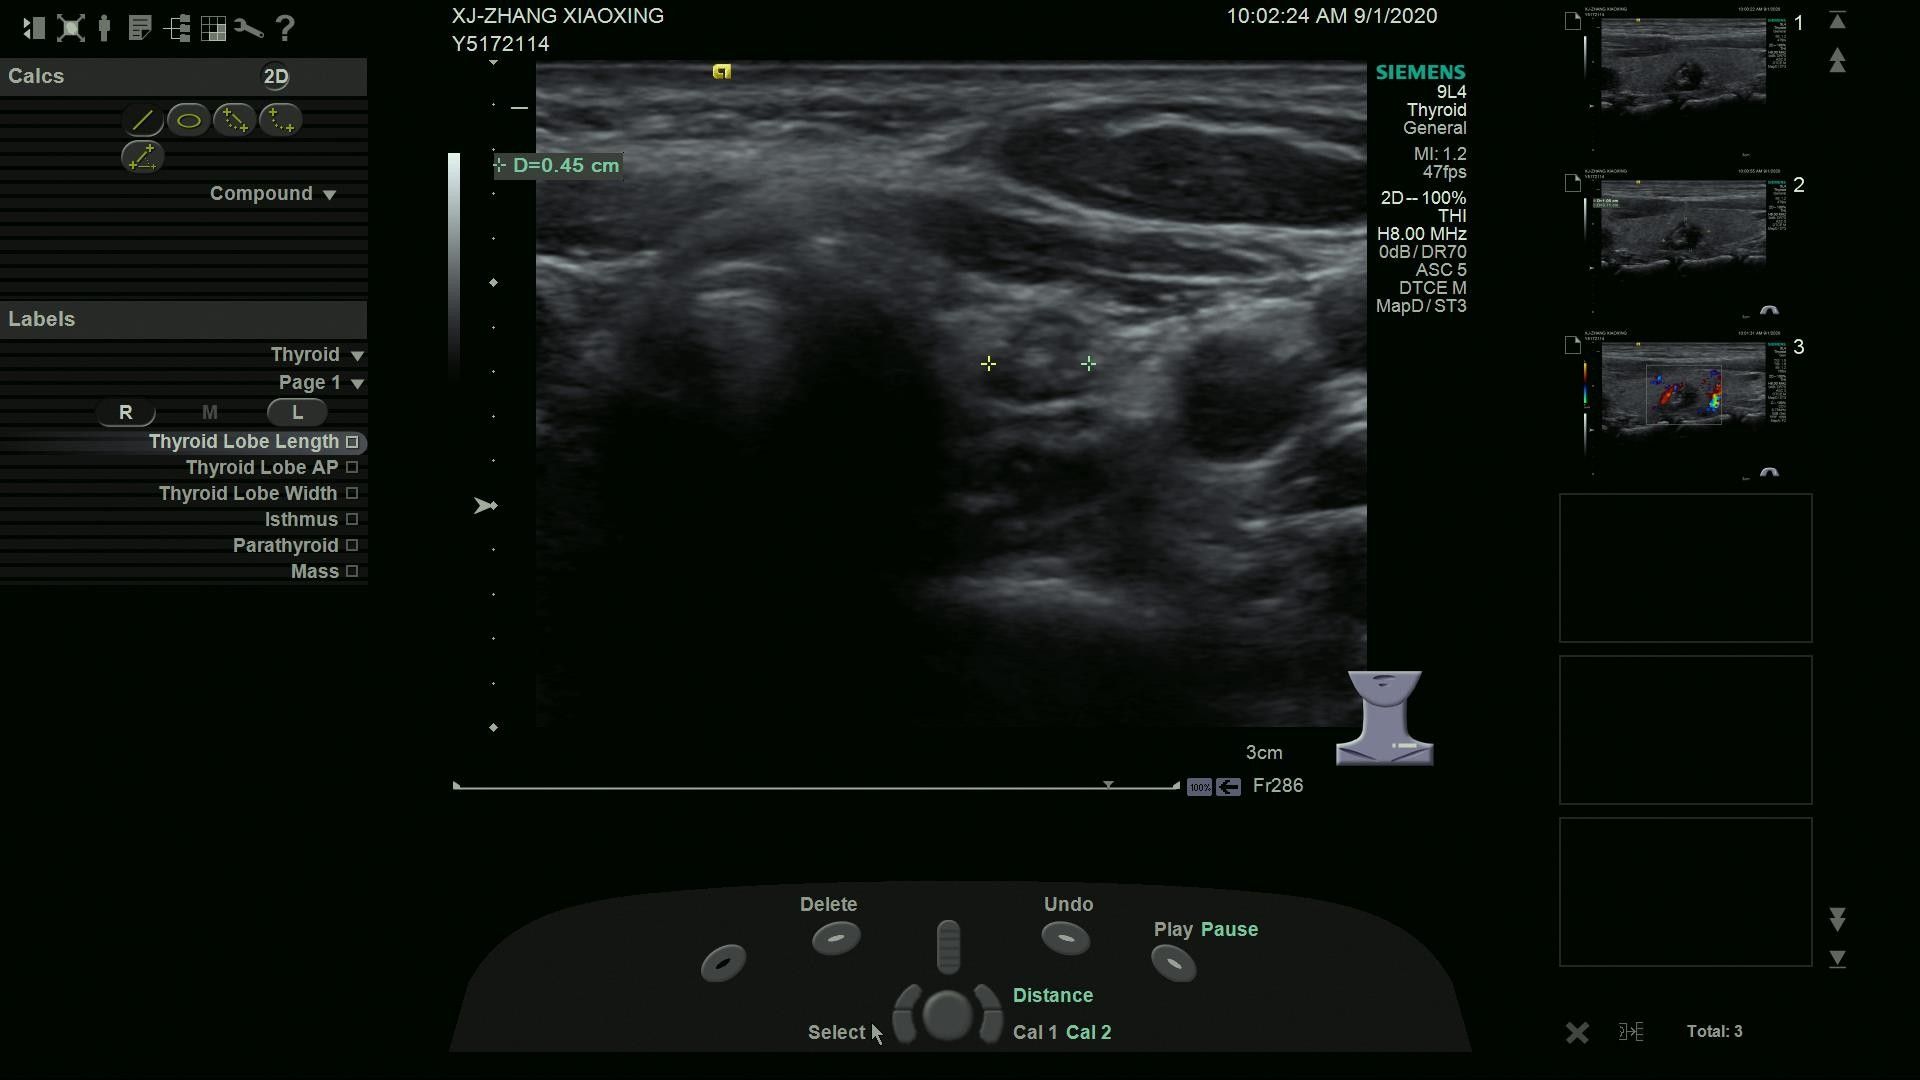 XJ-ZHANG XIAOXING
10:02:24 AM 9/1/2020
Y5172114
Calcs
2D
Compound
Labels
Thyroid
Page 1
R M L
Thyroid Lobe Length
Thyroid Lobe AP
Thyroid Lobe Width
Isthmus
Parathyroid
Mass
D=0.45 cm
SIEMENS
9L4
Thyroid
General
MI: 1.2
47fps
2D--100%
THI
H8.00 MHz
0dB/DR70
ASC 5
DTCE M
MapD/ST3
3cm
100%
Fr286
Delete
Undo
Play Pause
Distance
Select
Cal 1 Cal 2
1
2
3
Total: 3